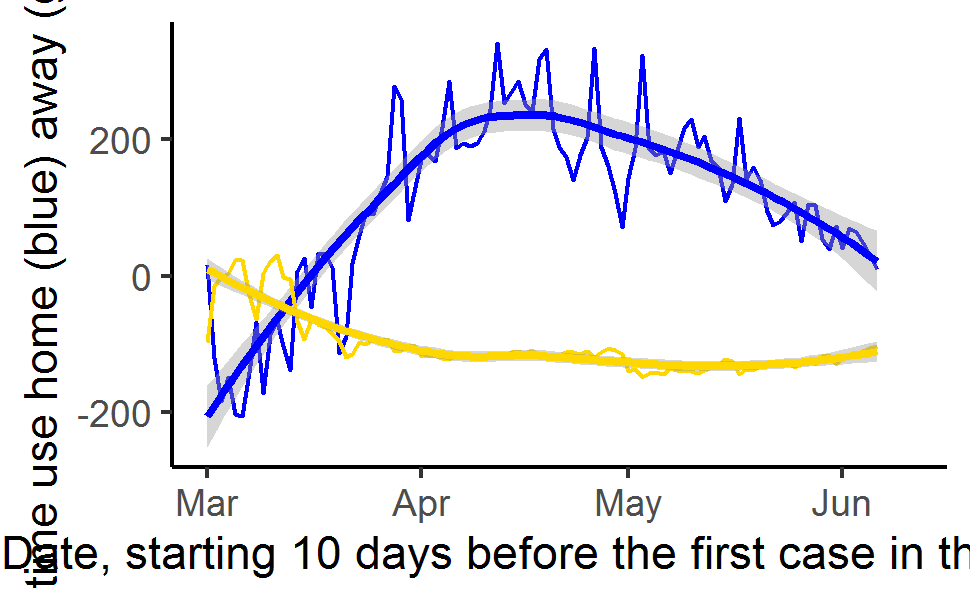 time use home (blue) away (
200
0
-200
Mar Apr May Jun
Date, starting 10 days before the first case in th